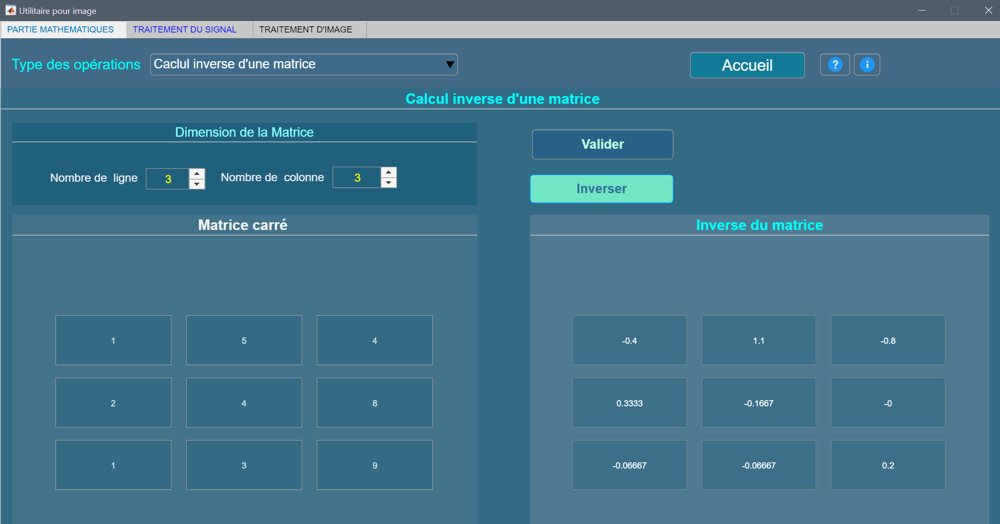 Utilitaire pour image
PARTIE MATHEMATIQUES TRAITEMENT DU SIGNAL TRAITEMENT D'IMAGE
Type des opérations Caclul inverse d'une matrice Accueil ? i
Calcul inverse d'une matrice
Dimension de la Matrice
Nombre de ligne 3 Nombre de colonne 3
Valider
Inverser
Matrice carré
1 5 4
2 4 8
1 3 9
Inverse du matrice
-0.4 1.1 -0.8
0.3333 -0.1667 -0
-0.06667 -0.06667 0.2